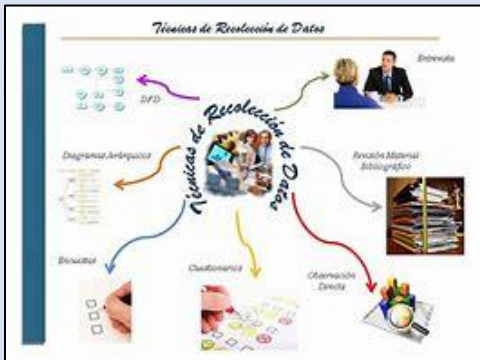 Técnicas de Recolección de Datos
Entrevista
DFD
Técnicas de Recolección de Datos
Diagramas Jerárquicos
Revisión Material
Bibliográfico
Encuestas
Cuestionarios
Observación
Directa